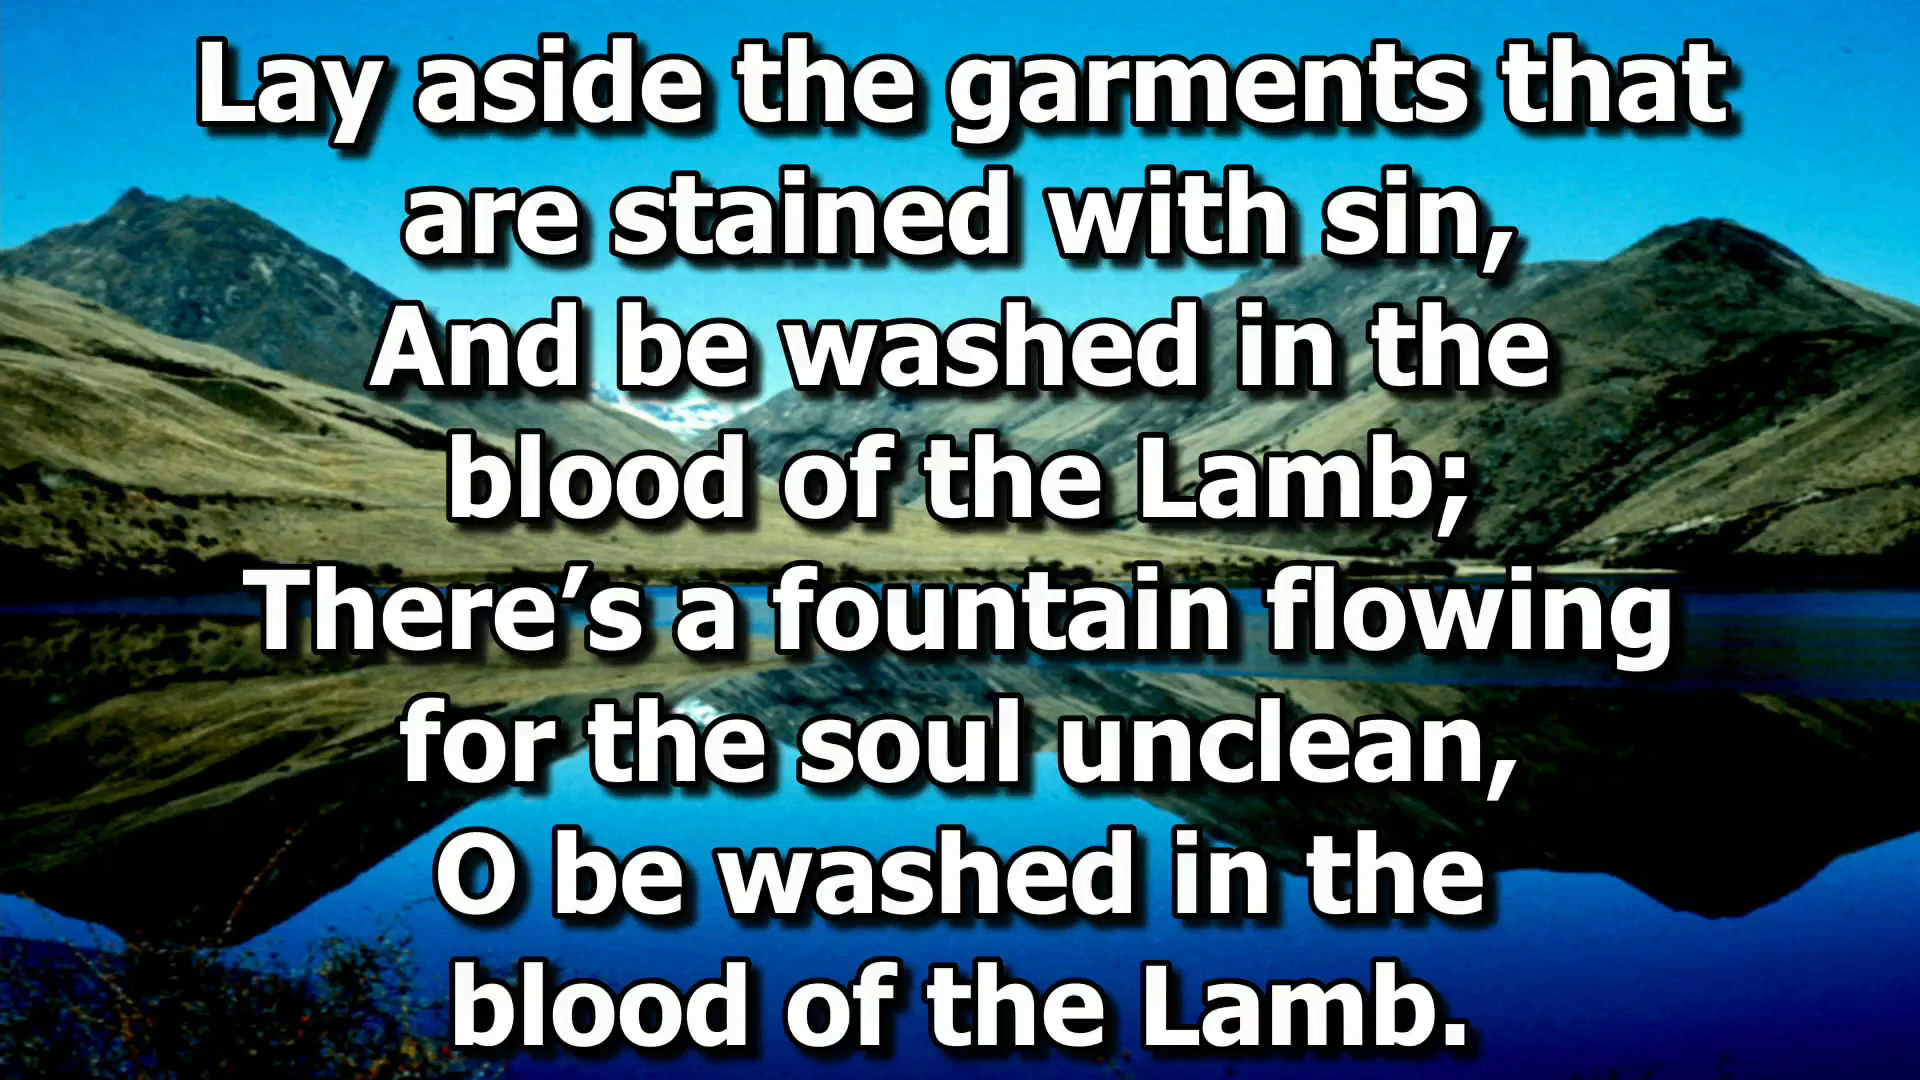 Lay aside the garments that
are stained with sin,
And be washed in the
blood of the Lamb;
There’s a fountain flowing
for the soul unclean,
O be washed in the
blood of the Lamb.